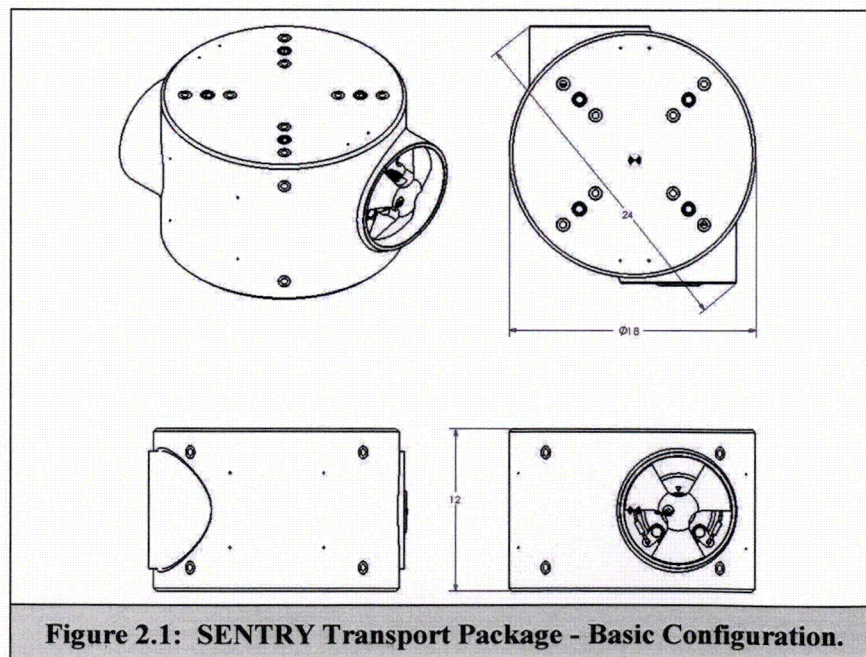 24
Ø18
12
Figure 2.1: SENTRY Transport Package - Basic Configuration.